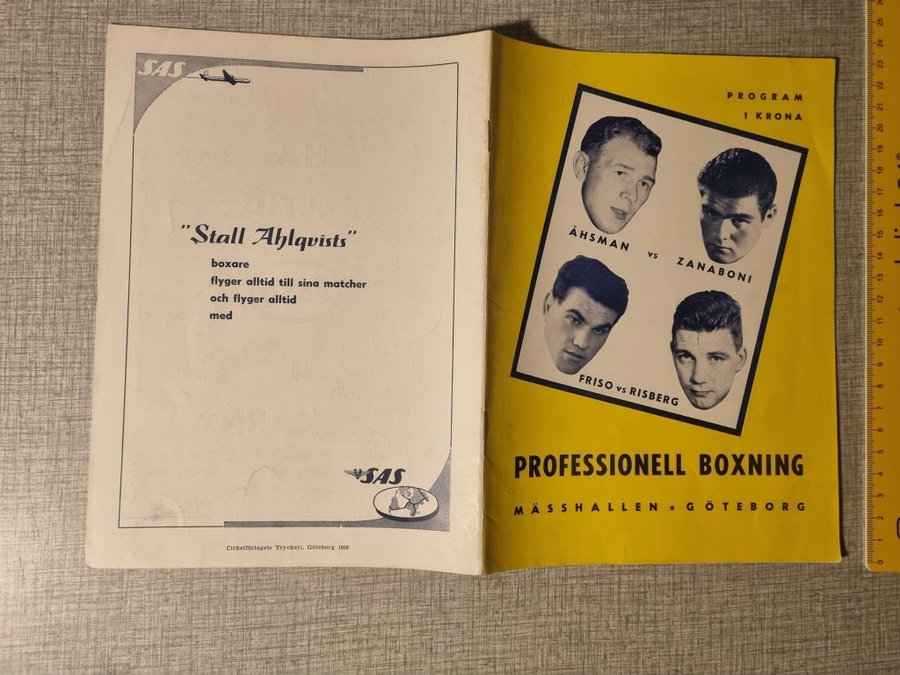 SAS
"Stall Ahlqvists"
boxare
flyger alltid till sina matcher
och flyger alltid
med
SAS
Cirkelförlagets Tryckeri, Göteborg 1960
PROGRAM
1 KRONA
ÅHSMAN vs ZANABONI
FRISO vs RISBERG
PROFESSIONELL BOXNING
MÄSSHALLEN ★ GÖTEBORG